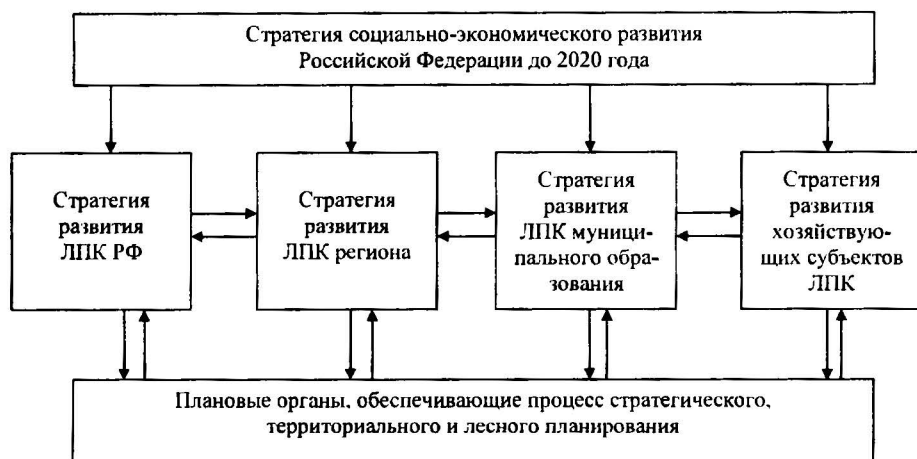 Стратегия социально-экономического развития
Российской Федерации до 2020 года
Стратегия
развития
ЛПК РФ
Стратегия
развития
ЛПК региона
Стратегия
развития
ЛПК муници-
пального обра-
зования
Стратегия
развития
хозяйствую-
щих субъектов
ЛПК
Плановые органы, обеспечивающие процесс стратегического,
территориального и лесного планирования